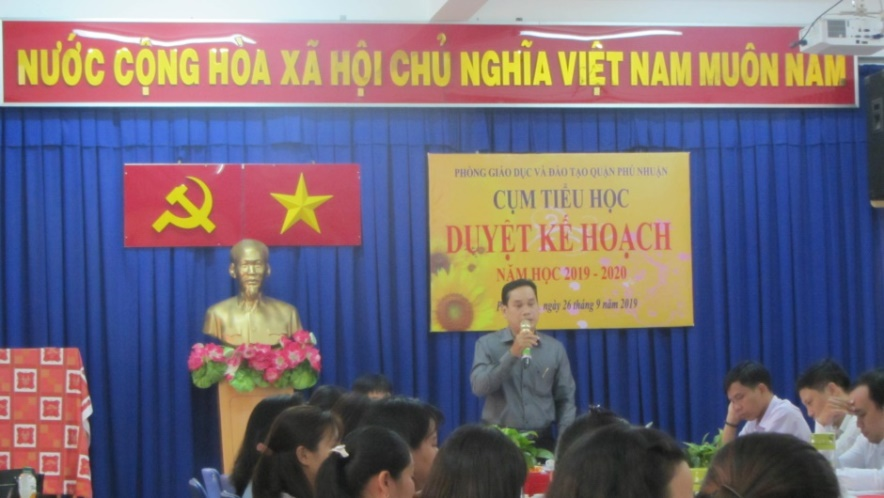 NƯỚC CỘNG HÒA XÃ HỘI CHỦ NGHĨA VIỆT NAM MUÔN NĂM
PHÒNG GIÁO DỤC VÀ ĐÀO TẠO QUẬN PHÚ NHUẬN
CỤM TIỂU HỌC
DUYỆT KẾ HOẠCH
NĂM HỌC 2019 - 2020
ngày 26 tháng 9 năm 2019